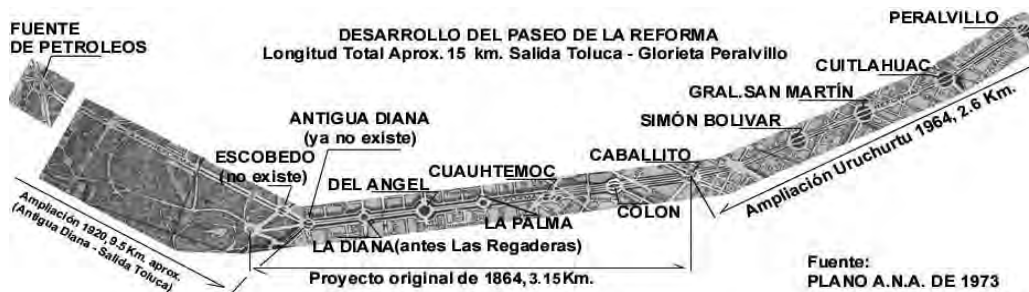 FUENTE
DE PETROLEOS
DESARROLLO DEL PASEO DE LA REFORMA
Longitud Total Aprox. 15 km. Salida Toluca - Glorieta Peralvillo
PERALVILLO
CUITLAHUAC
GRAL.SAN MARTÍN
SIMÓN BOLIVAR
ANTIGUA DIANA
(ya no existe)
ESCOBEDO
(no existe)
CABALLITO
CUAUHTEMOC
DEL ANGEL
COLON
LA PALMA
LA DIANA(antes Las Regaderas)
Ampliación Uruchurtu 1964, 2.6 Km.
Ampliación 1920, 9.5 Km. aprox.
(Antigua Diana - Salida Toluca)
Proyecto original de 1864, 3.15Km.
Fuente:
PLANO A.N.A. DE 1973